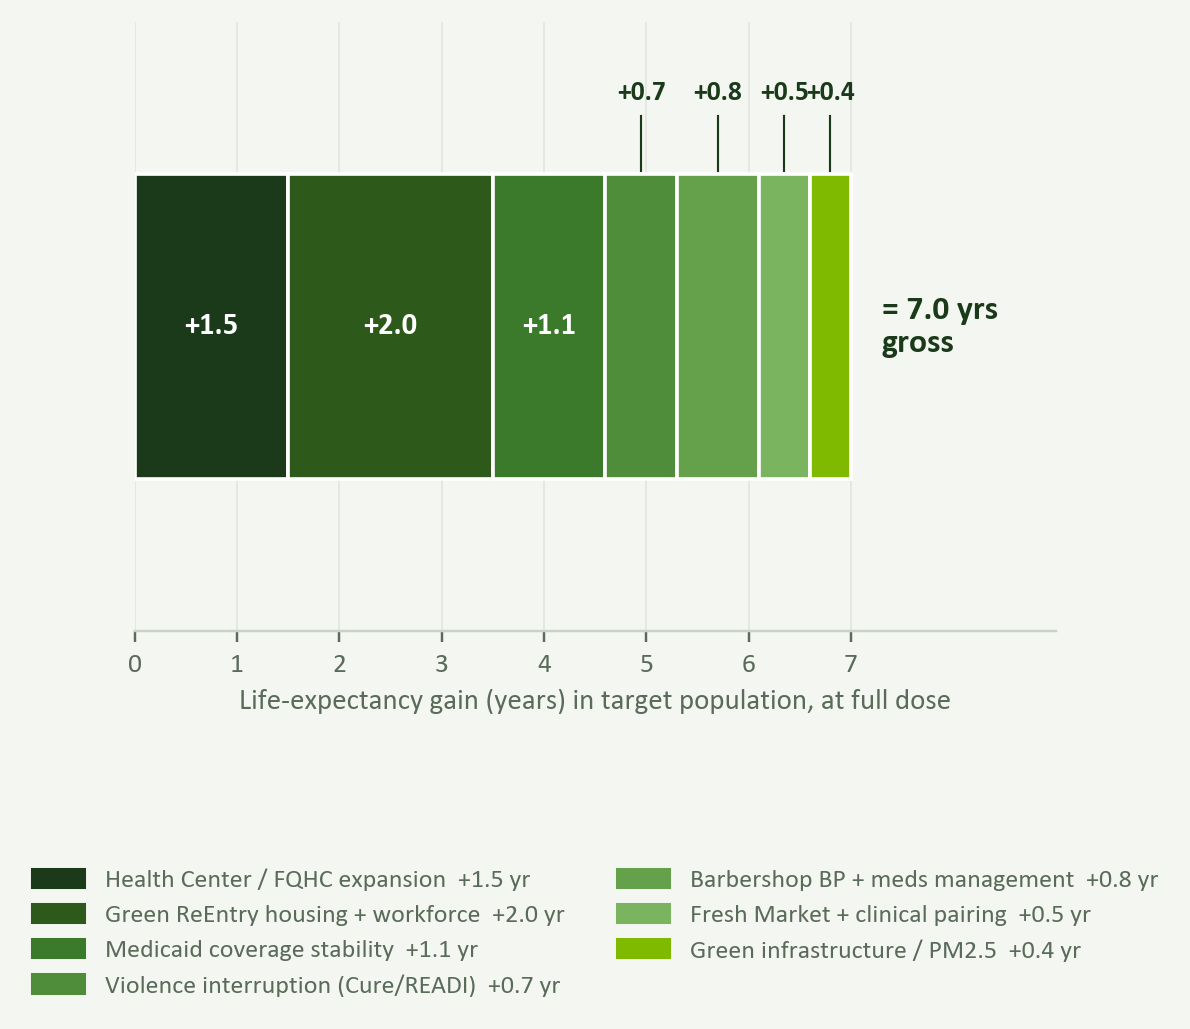 +0.7 +0.8 +0.5 +0.4
+1.5 +2.0 +1.1
= 7.0 yrs
gross
0 1 2 3 4 5 6 7
Life-expectancy gain (years) in target population, at full dose
Health Center / FQHC expansion +1.5 yr
Green ReEntry housing + workforce +2.0 yr
Medicaid coverage stability +1.1 yr
Violence interruption (Cure/READI) +0.7 yr
Barbershop BP + meds management +0.8 yr
Fresh Market + clinical pairing +0.5 yr
Green infrastructure / PM2.5 +0.4 yr